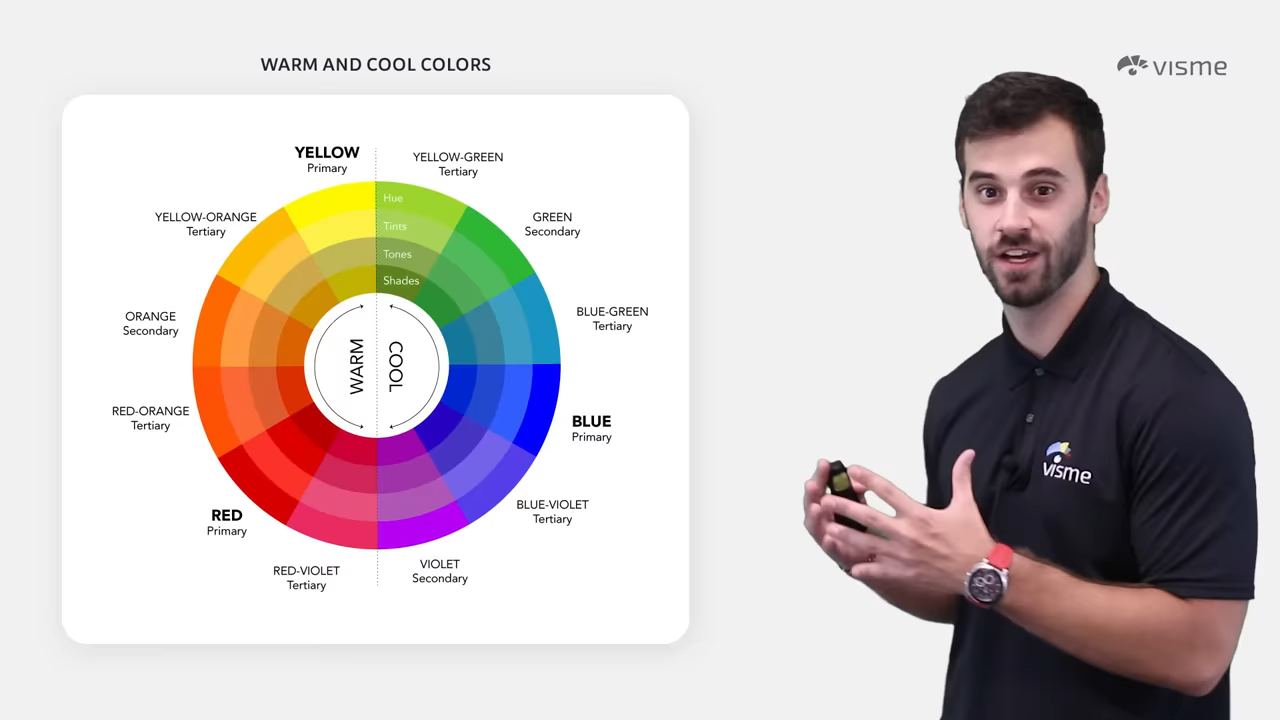 WARM AND COOL COLORS
visme
YELLOW
Primary
YELLOW-GREEN
Tertiary
YELLOW-ORANGE
Tertiary
GREEN
Secondary
Hue
Tints
Tones
Shades
ORANGE
Secondary
BLUE-GREEN
Tertiary
WARM
COOL
RED-ORANGE
Tertiary
BLUE
Primary
RED
Primary
BLUE-VIOLET
Tertiary
RED-VIOLET
Tertiary
VIOLET
Secondary
visme